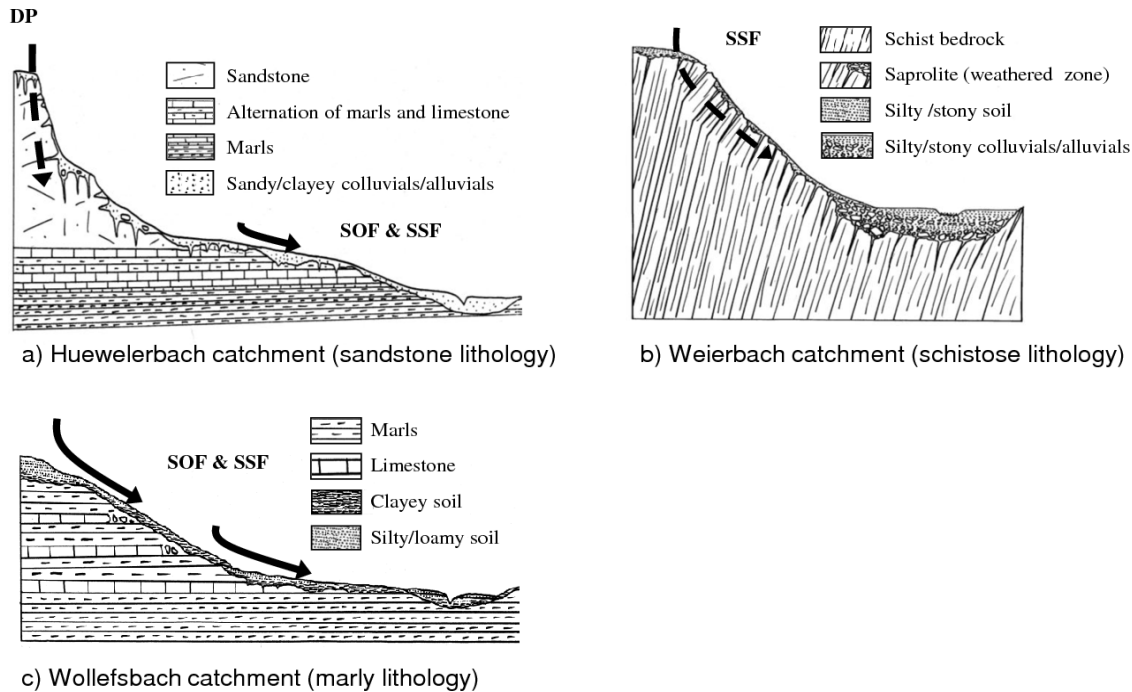 DP
Sandstone
Alternation of marls and limestone
Marls
Sandy/clayey colluvials/alluvials
SOF & SSF
a) Huewelerbach catchment (sandstone lithology)
SSF
Schist bedrock
Saprolite (weathered zone)
Silty /stony soil
Silty/stony colluvials/alluvials
b) Weierbach catchment (schistose lithology)
SOF & SSF
Marls
Limestone
Clayey soil
Silty/loamy soil
c) Wollefsbach catchment (marly lithology)